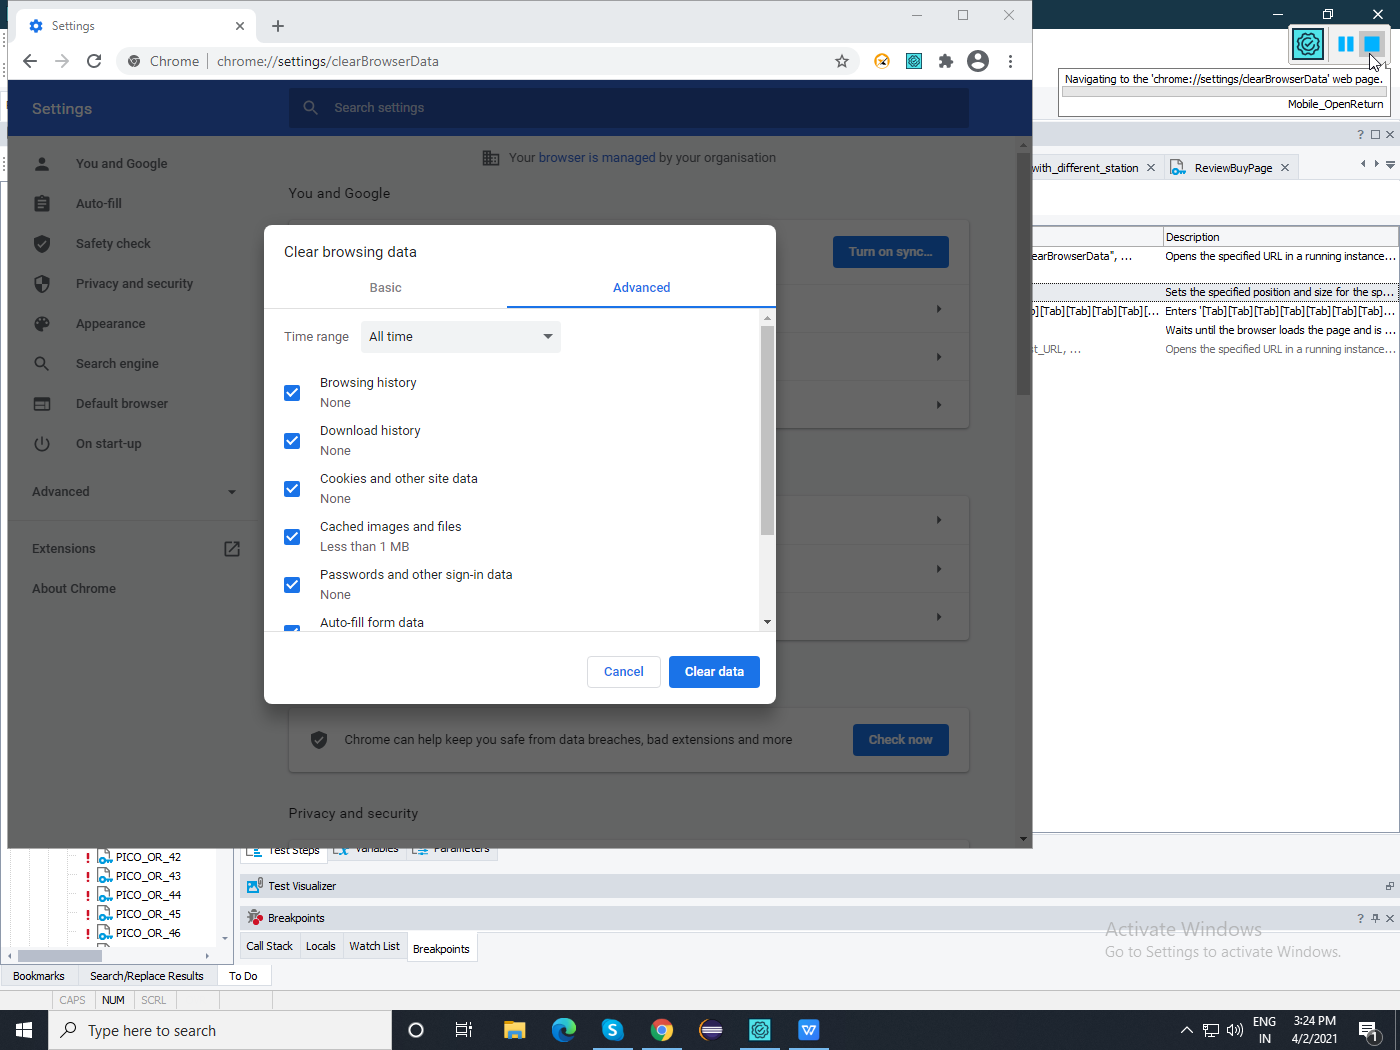 Settings
Chrome
chrome://settings/clearBrowserData
Navigating to the 'chrome://settings/clearBrowserData' web page.
Mobile_OpenReturn
Settings
Search settings
Your browser is managed by your organisation
You and Google
Auto-fill
Safety check
Privacy and security
Appearance
Search engine
Default browser
On start-up
Advanced
Extensions
About Chrome
You and Google
Turn on sync...
Clear browsing data
Basic
Advanced
Time range
All time
Browsing history
None
Download history
None
Cookies and other site data
None
Cached images and files
Less than 1 MB
Passwords and other sign-in data
None
Auto-fill form data
Cancel
Clear data
Chrome can help keep you safe from data breaches, bad extensions and more
Check now
Privacy and security
with_different_station
ReviewBuyPage
Description
earBrowserData", ...
Opens the specified URL in a running instance...
Sets the specified position and size for the sp...
][Tab][Tab][Tab][Tab][...
Enters '[Tab][Tab][Tab][Tab][Tab][Tab]...
Waits until the browser loads the page and is ...
t_URL, ...
Opens the specified URL in a running instance...
PICO_OR_42
PICO_OR_43
PICO_OR_44
PICO_OR_45
PICO_OR_46
Test Steps
Variables
Parameters
Test Visualizer
Breakpoints
Call Stack
Locals
Watch List
Breakpoints
Activate Windows
Go to Settings to activate Windows.
Bookmarks
Search/Replace Results
To Do
CAPS
NUM
SCRL
Type here to search
ENG
IN
3:24 PM
4/2/2021
1